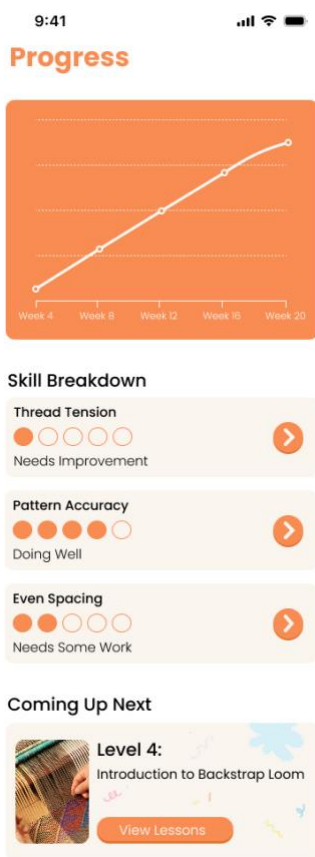 9:41
Progress
Week 4 Week 8 Week 12 Week 16 Week 20
Skill Breakdown
Thread Tension
Needs Improvement
Pattern Accuracy
Doing Well
Even Spacing
Needs Some Work
Coming Up Next
Level 4:
Introduction to Backstrap Loom
View Lessons